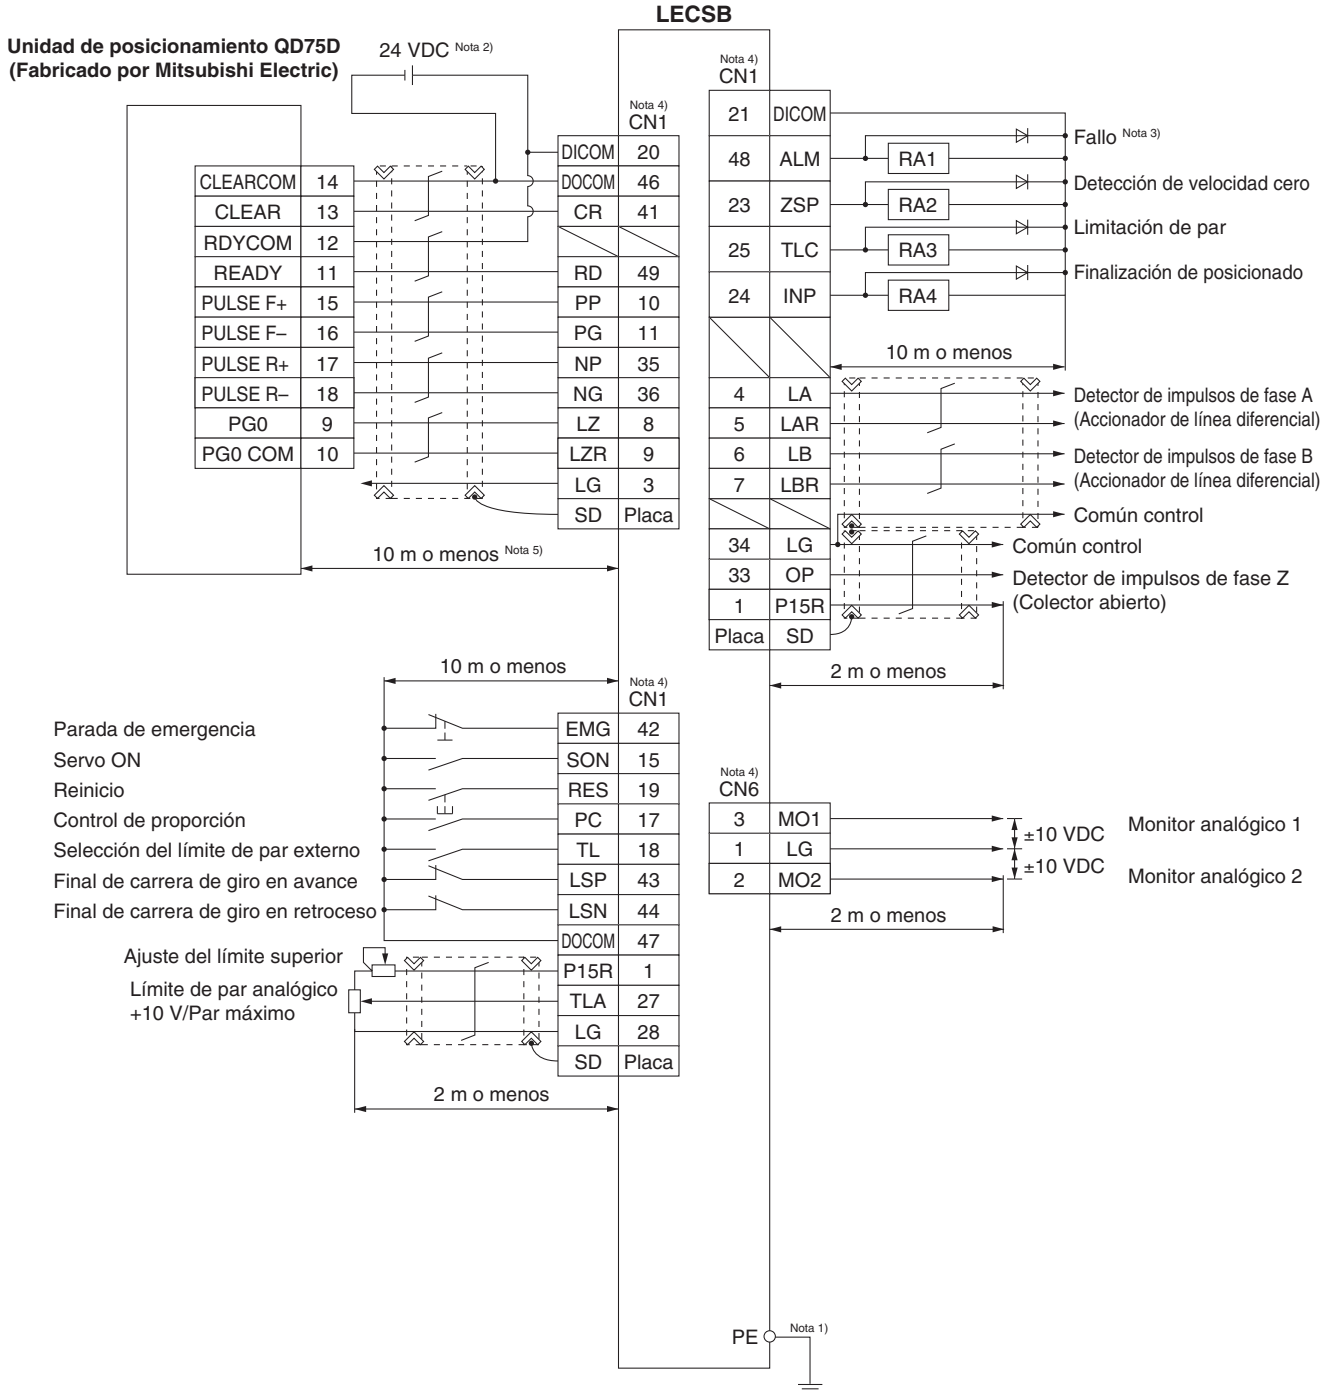 LECSB
Unidad de posicionamiento QD75D
(Fabricado por Mitsubishi Electric)
24 VDC Nota 2)
Nota 4)
CN1
DICOM 20
CLEARCOM 14 DOCOM 46
CLEAR 13 CR 41
RDYCOM 12
READY 11 RD 49
PULSE F+ 15 PP 10
PULSE F– 16 PG 11
PULSE R+ 17 NP 35
PULSE R– 18 NG 36
PG0 9 LZ 8
PG0 COM 10 LZR 9
LG 3
SD Placa
10 m o menos Nota 5)
Nota 4)
CN1
21 DICOM
Fallo Nota 3)
48 ALM RA1
Detección de velocidad cero
23 ZSP RA2
Limitación de par
25 TLC RA3
Finalización de posicionado
24 INP RA4
10 m o menos
4 LA Detector de impulsos de fase A
5 LAR (Accionador de línea diferencial)
6 LB Detector de impulsos de fase B
7 LBR (Accionador de línea diferencial)
Común control
34 LG Común control
33 OP Detector de impulsos de fase Z
1 P15R (Colector abierto)
Placa SD
2 m o menos
10 m o menos
Nota 4)
CN1
Parada de emergencia EMG 42
Servo ON SON 15
Reinicio RES 19
Control de proporción PC 17
Selección del límite de par externo TL 18
Final de carrera de giro en avance LSP 43
Final de carrera de giro en retroceso LSN 44
DOCOM 47
Ajuste del límite superior P15R 1
Límite de par analógico
+10 V/Par máximo
TLA 27
LG 28
SD Placa
2 m o menos
Nota 4)
CN6
3 MO1 Monitor analógico 1
±10 VDC
1 LG
±10 VDC
2 MO2 Monitor analógico 2
2 m o menos
PE Nota 1)